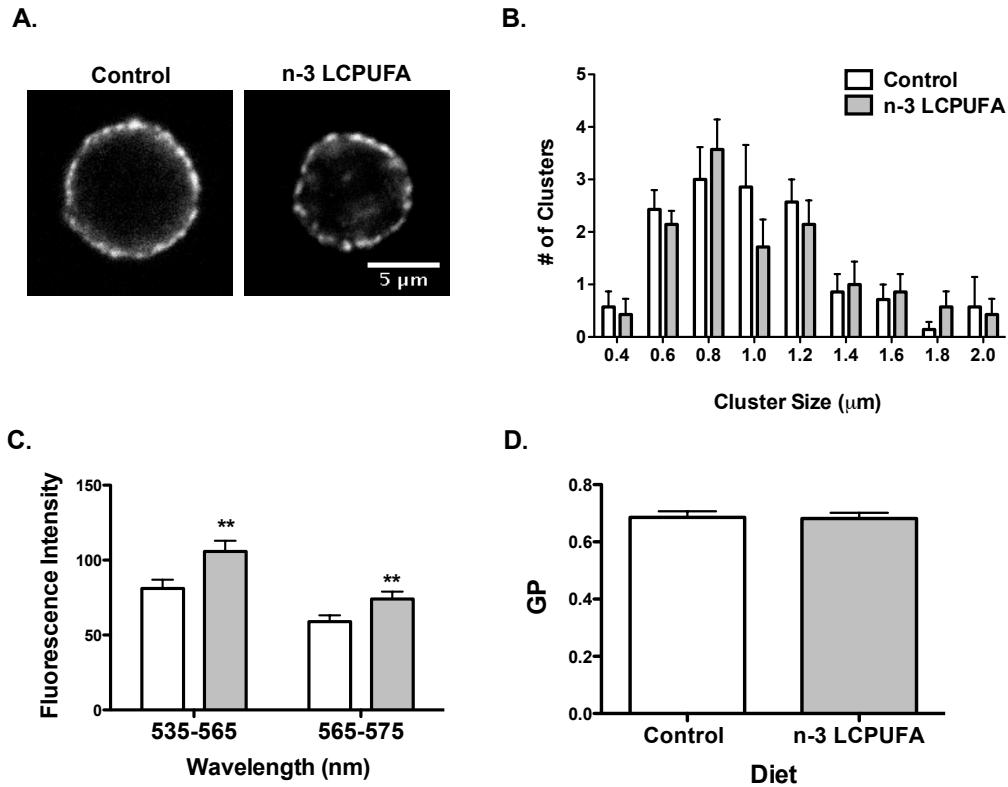 A.
Control
n-3 LCPUFA
5 μm
B.
Control
n-3 LCPUFA
# of Clusters
5
4
3
2
1
0
0.4 0.6 0.8 1.0 1.2 1.4 1.6 1.8 2.0
Cluster Size (μm)
C.
Fluorescence Intensity
150
100
50
0
**
**
535-565 565-575
Wavelength (nm)
D.
GP
0.8
0.6
0.4
0.2
0.0
Control n-3 LCPUFA
Diet